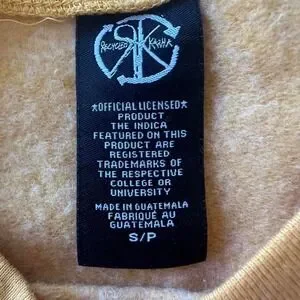 RECYCLED KARMA
*OFFICIAL LICENSED*
PRODUCT
THE INDICA
FEATURED ON THIS
PRODUCT ARE
REGISTERED
TRADEMARKS OF
THE RESPECTIVE
COLLEGE OR
UNIVERSITY
MADE IN GUATEMALA
FABRIQUÉ AU
GUATEMALA
S/P